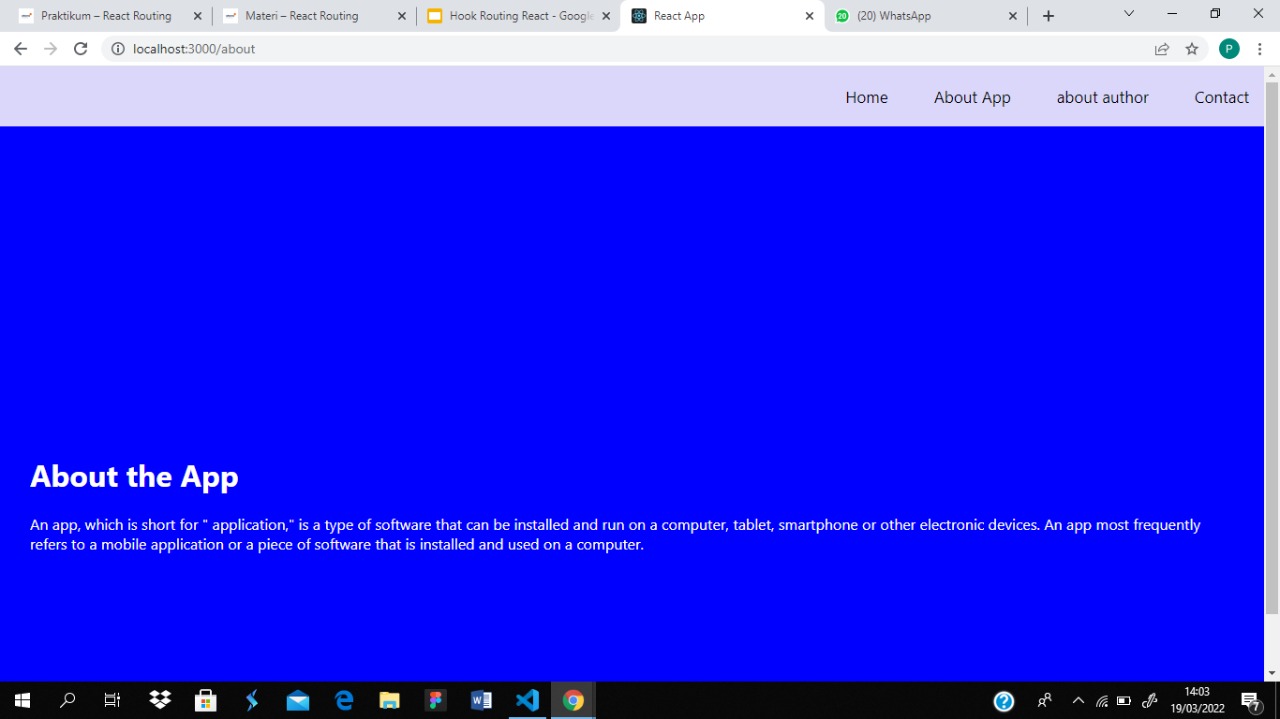 Praktikum – React Routing
Materi – React Routing
Hook Routing React - Google
React App
(20) WhatsApp
localhost:3000/about
P
Home
About App
about author
Contact
About the App
An app, which is short for " application," is a type of software that can be installed and run on a computer, tablet, smartphone or other electronic devices. An app most frequently
refers to a mobile application or a piece of software that is installed and used on a computer.
14:03
19/03/2022
7